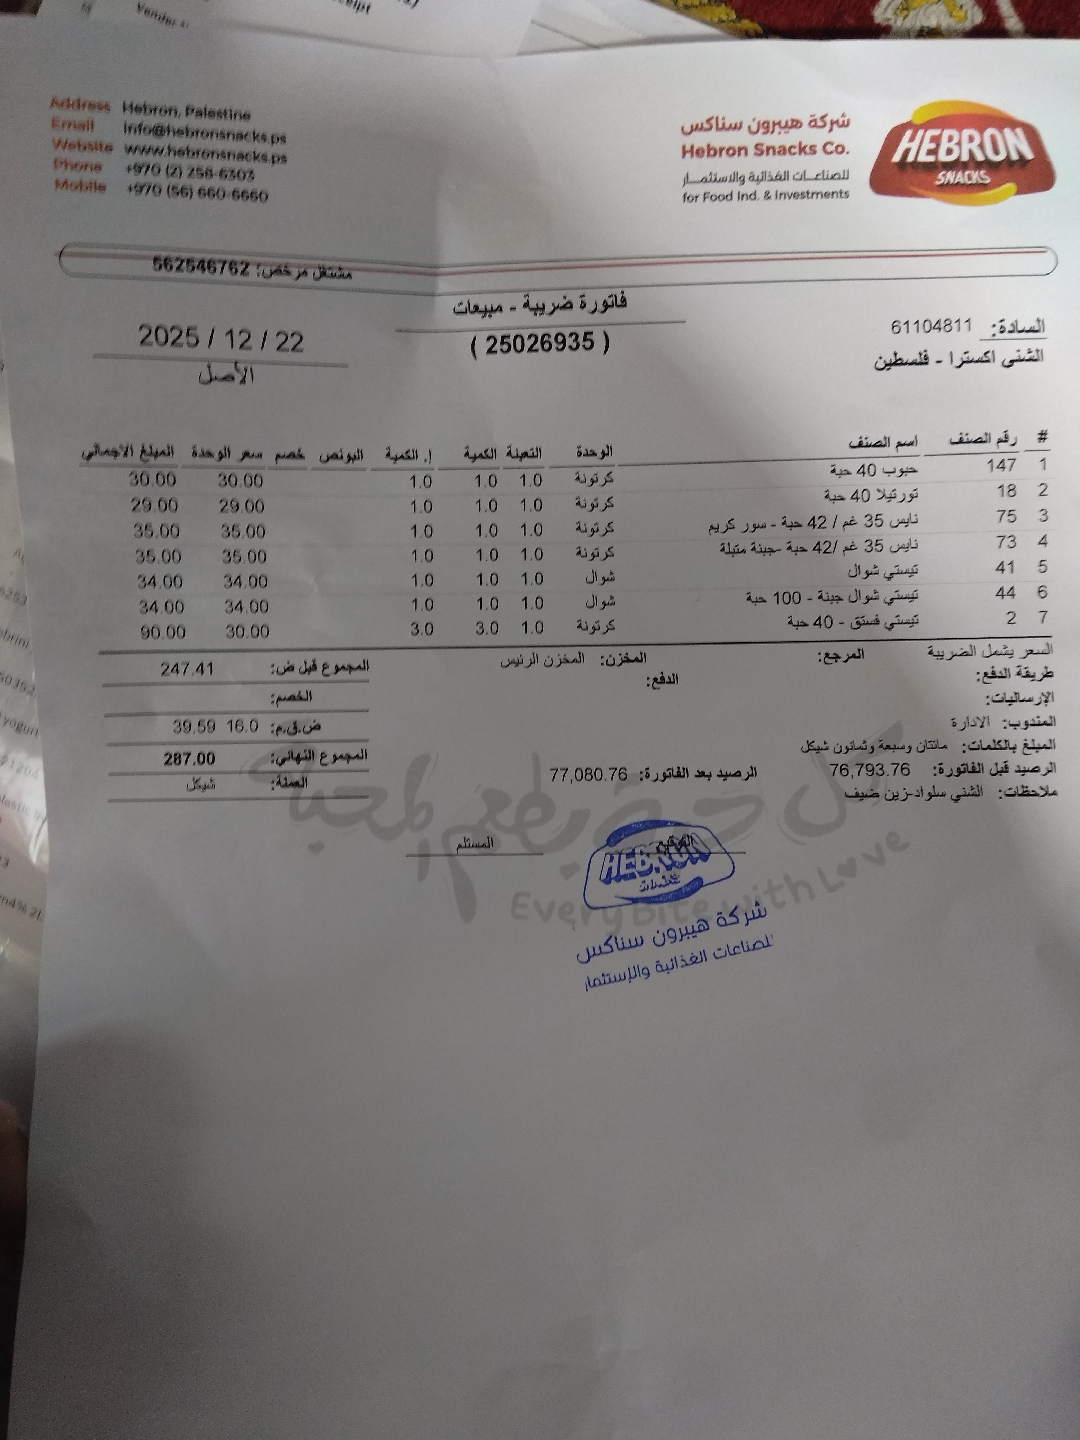 Address Hebron, Palestine
Email info@hebronsnacks.ps
Website www.hebronsnacks.ps
Phone +970 (2) 256-6303
Mobile +970 (56) 660-6660
شركة هيبرون سناكس
Hebron Snacks Co.
للصناعات الغذائية والاستثمار
for Food Ind. & Investments
HEBRON
SNACKS
مشتغل مرخص: 562546762
فاتورة ضريبة - مبيعات
( 25026935 )
2025 / 12 / 22
الأصل
السادة: 61104811
الشني اكسترا - فلسطين
# رقم الصنف اسم الصنف الوحدة التعبئة الكمية إ. الكمية البونص خصم سعر الوحدة المبلغ الاجمالي
1 147 حبوب 40 حبة كرتونة 1.0 1.0 1.0 30.00 30.00
2 18 تورتيلا 40 حبة كرتونة 1.0 1.0 1.0 29.00 29.00
3 75 نايس 35 غم / 42 حبة - سور كريم كرتونة 1.0 1.0 1.0 35.00 35.00
4 73 نايس 35 غم /42 حبة -جبنة متبلة كرتونة 1.0 1.0 1.0 35.00 35.00
5 41 تيستي شوال شوال 1.0 1.0 1.0 34.00 34.00
6 44 تيستي شوال جبنة - 100 حبة شوال 1.0 1.0 1.0 34.00 34.00
7 2 تيستي فستق - 40 حبة كرتونة 1.0 3.0 3.0 30.00 90.00
السعر يشمل الضريبة المرجع: المخزن: المخزن الرئيس
طريقة الدفع: الدفع:
الإرساليات:
المندوب: الادارة
المبلغ بالكلمات: مائتان وسبعة وثمانون شيكل
الرصيد قبل الفاتورة: 76,793.76 الرصيد بعد الفاتورة: 77,080.76
ملاحظات: الشني سلواد-زين ضيف
المجموع قبل ض: 247.41
الخصم:
ض.ق.م: 16.0 39.59
المجموع النهائي: 287.00
العملة: شيكل
كل حبة بطعم المحبة
Every Bite with Love
المستلم
HEBRON
شركة هيبرون سناكس
للصناعات الغذائية والإستثمار